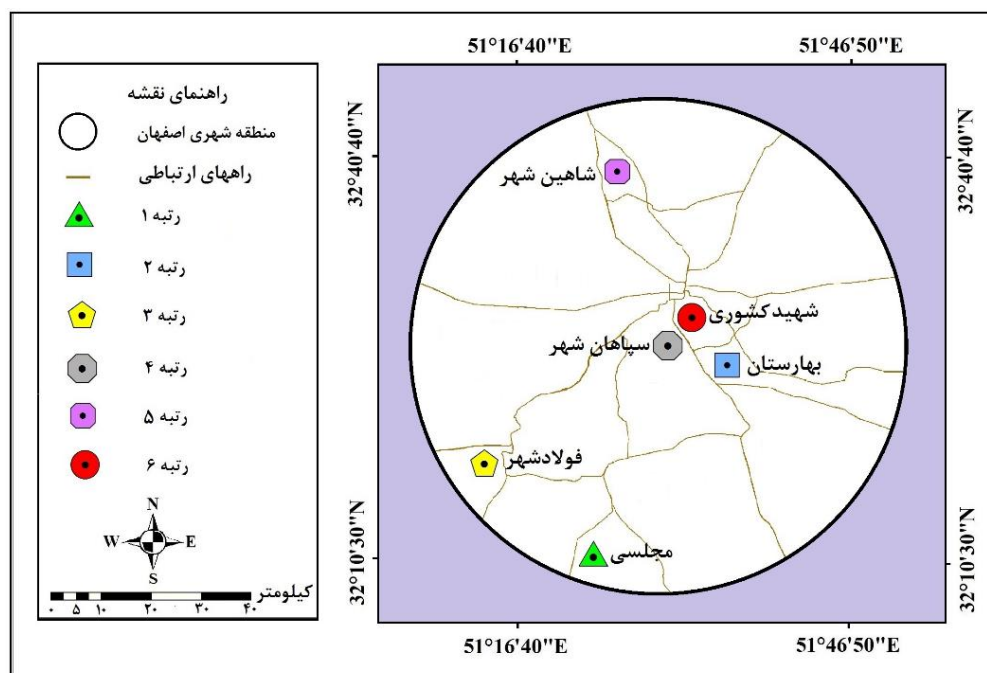 51°16'40"E
51°46'50"E
32°40'40"N
32°40'40"N
راهنمای نقشه
منطقه شهری اصفهان
راههای ارتباطی
رتبه ۱
رتبه ۲
رتبه ۳
رتبه ۴
رتبه ۵
رتبه ۶
N
W
E
S
کیلومتر
۰ ۵ ۱۰ ۲۰ ۳۰ ۴۰
شاهین شهر
شهیدکشوری
سپاهان شهر
بهارستان
فولادشهر
مجلسی
32°10'30"N
32°10'30"N
51°16'40"E
51°46'50"E